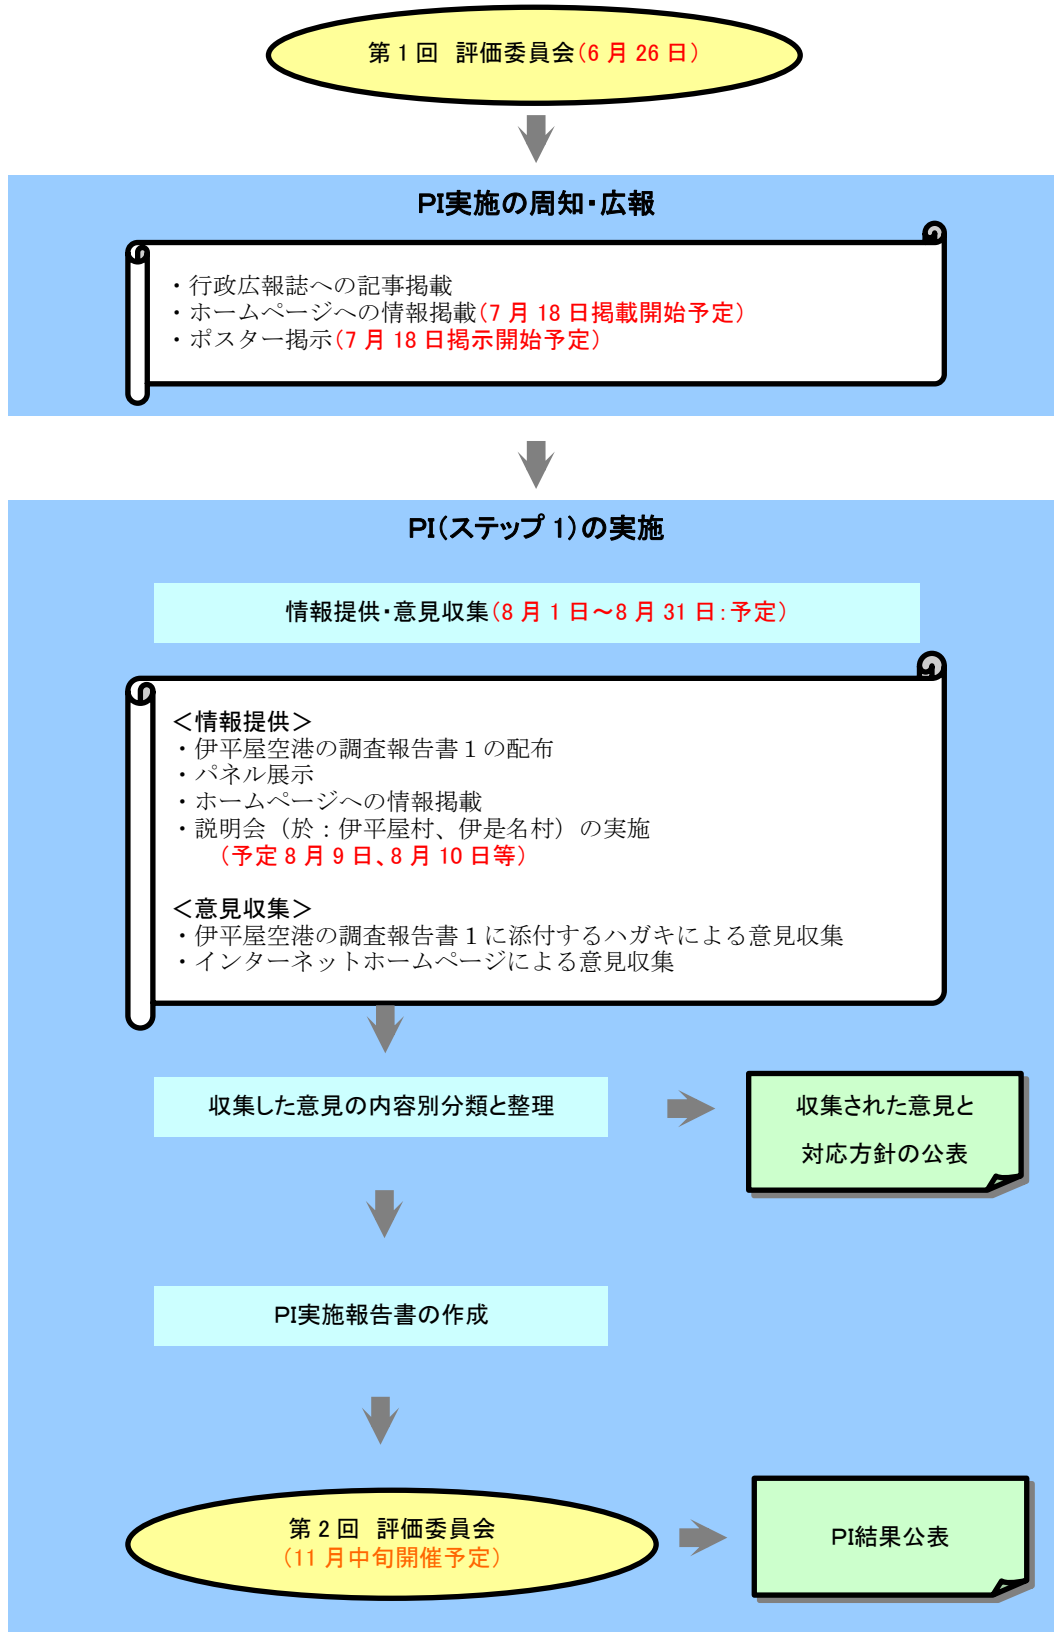 第1回 評価委員会(6月26日)
PI実施の周知・広報
・行政広報誌への記事掲載
・ホームページへの情報掲載(7月18日掲載開始予定)
・ポスター掲示(7月18日掲示開始予定)
PI(ステップ1)の実施
情報提供・意見収集(8月1日～8月31日:予定)
＜情報提供＞
・伊平屋空港の調査報告書１の配布
・パネル展示
・ホームページへの情報掲載
・説明会（於：伊平屋村、伊是名村）の実施
(予定8月9日、8月10日等)
＜意見収集＞
・伊平屋空港の調査報告書１に添付するハガキによる意見収集
・インターネットホームページによる意見収集
収集した意見の内容別分類と整理
収集された意見と
対応方針の公表
PI実施報告書の作成
第2回 評価委員会
(11月中旬開催予定)
PI結果公表